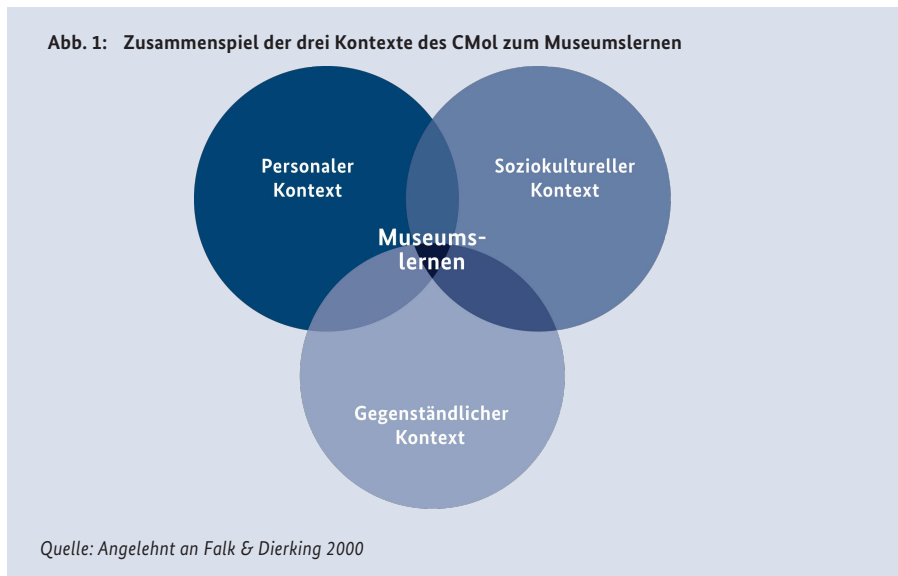 Abb. 1: Zusammenspiel der drei Kontexte des CMol zum Museumslernen
Personaler
Kontext
Soziokultureller
Kontext
Museums-
lernen
Gegenständlicher
Kontext
Quelle: Angelehnt an Falk & Dierking 2000